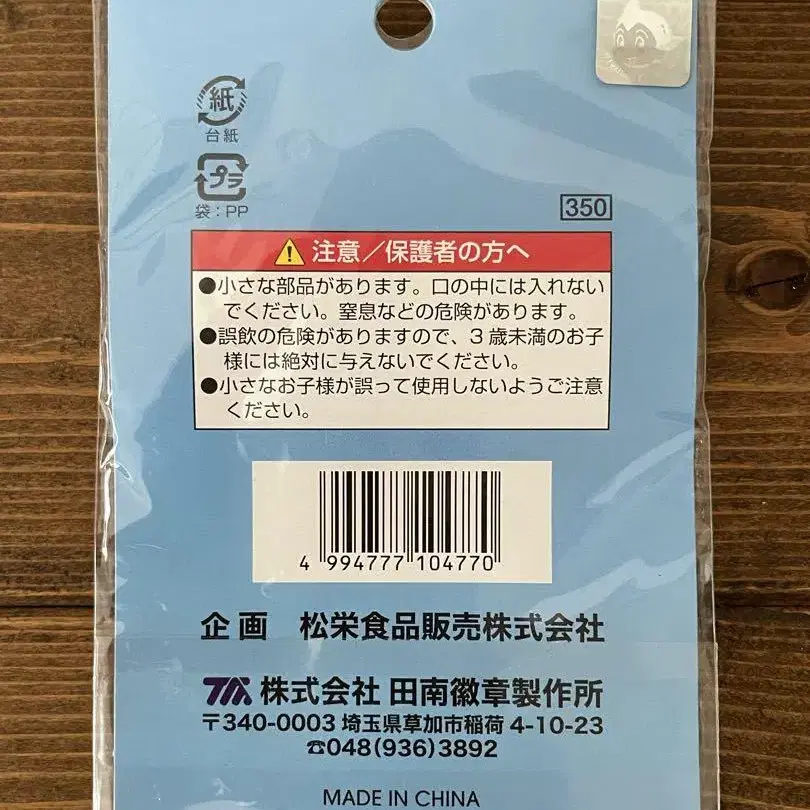 紙
台紙
プラ
袋：PP
350
注意／保護者の方へ
●小さな部品があります。口の中には入れない
でください。窒息などの危険があります。
●誤飲の危険がありますので、3歳未満のお子
様には絶対に与えないでください。
●小さなお子様が誤って使用しないようご注意
ください。
4 994777 104770
企画 松栄食品販売株式会社
株式会社 田南徽章製作所
〒340-0003 埼玉県草加市稲荷 4-10-23
☎048(936)3892
MADE IN CHINA